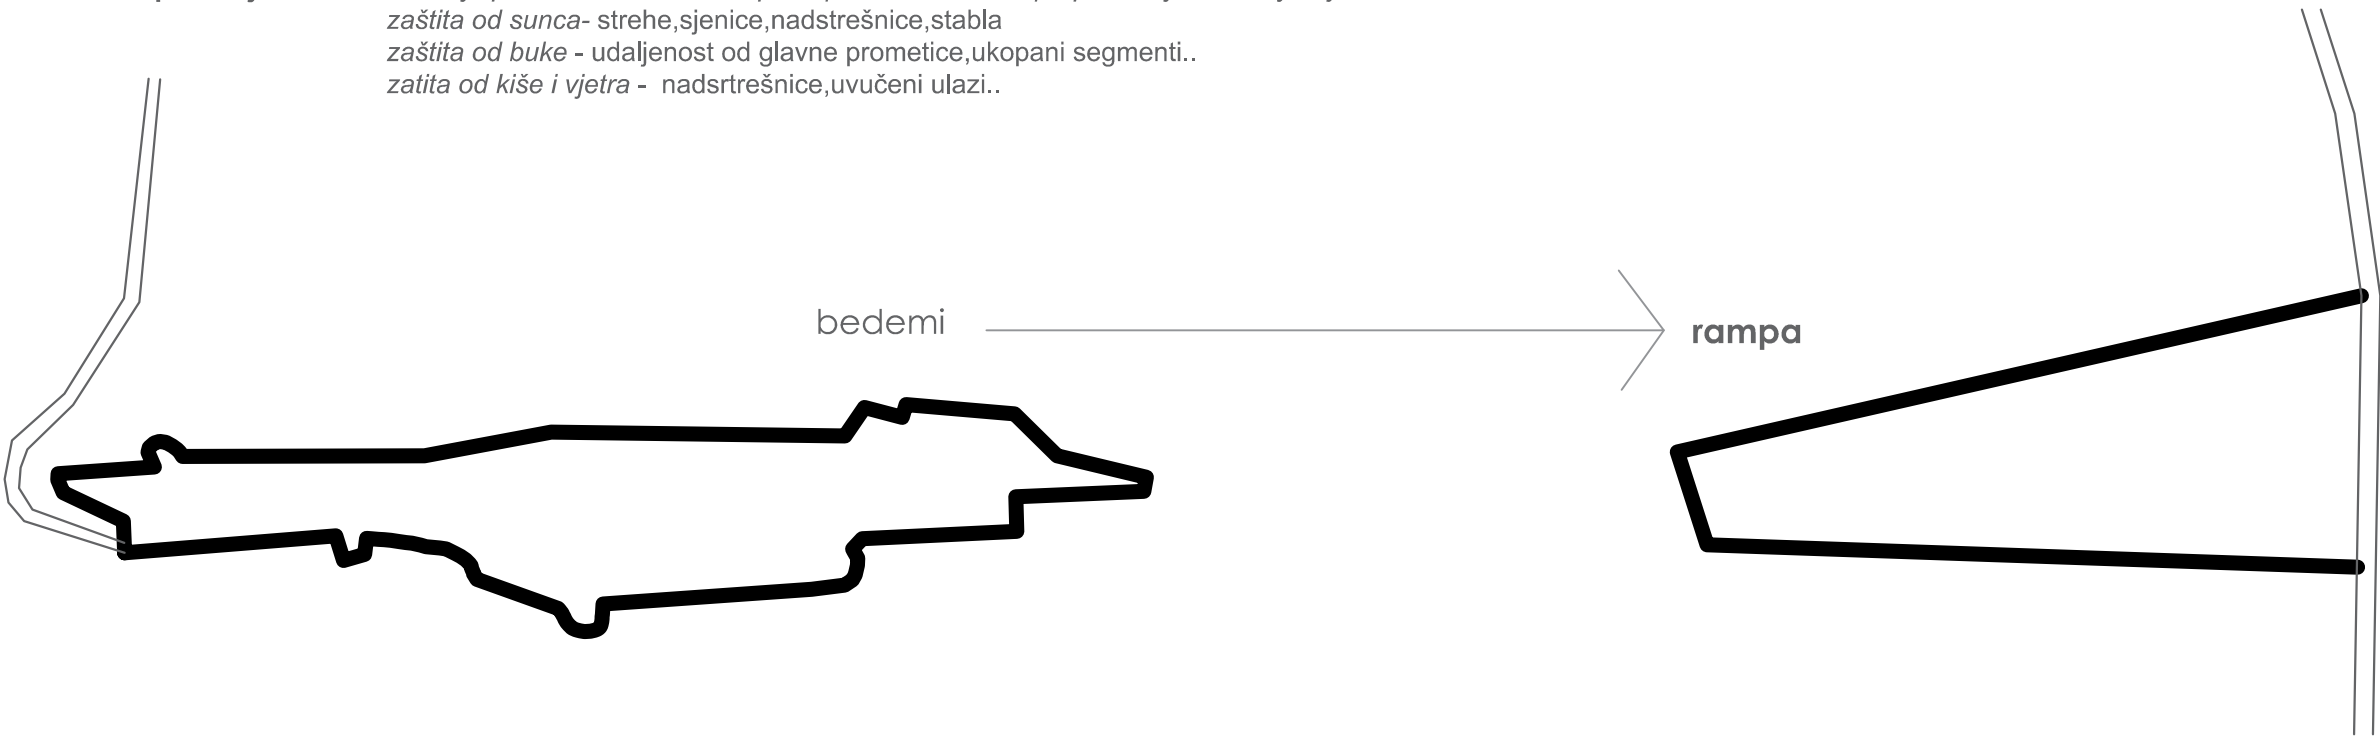 zaštita od sunca- strehe,sjenice,nadstrešnice,stabla
zaštita od buke - udaljenost od glavne prometice,ukopani segmenti..
zatita od kiše i vjetra -  nadsrtrešnice,uvučeni ulazi..
bedemi
rampa